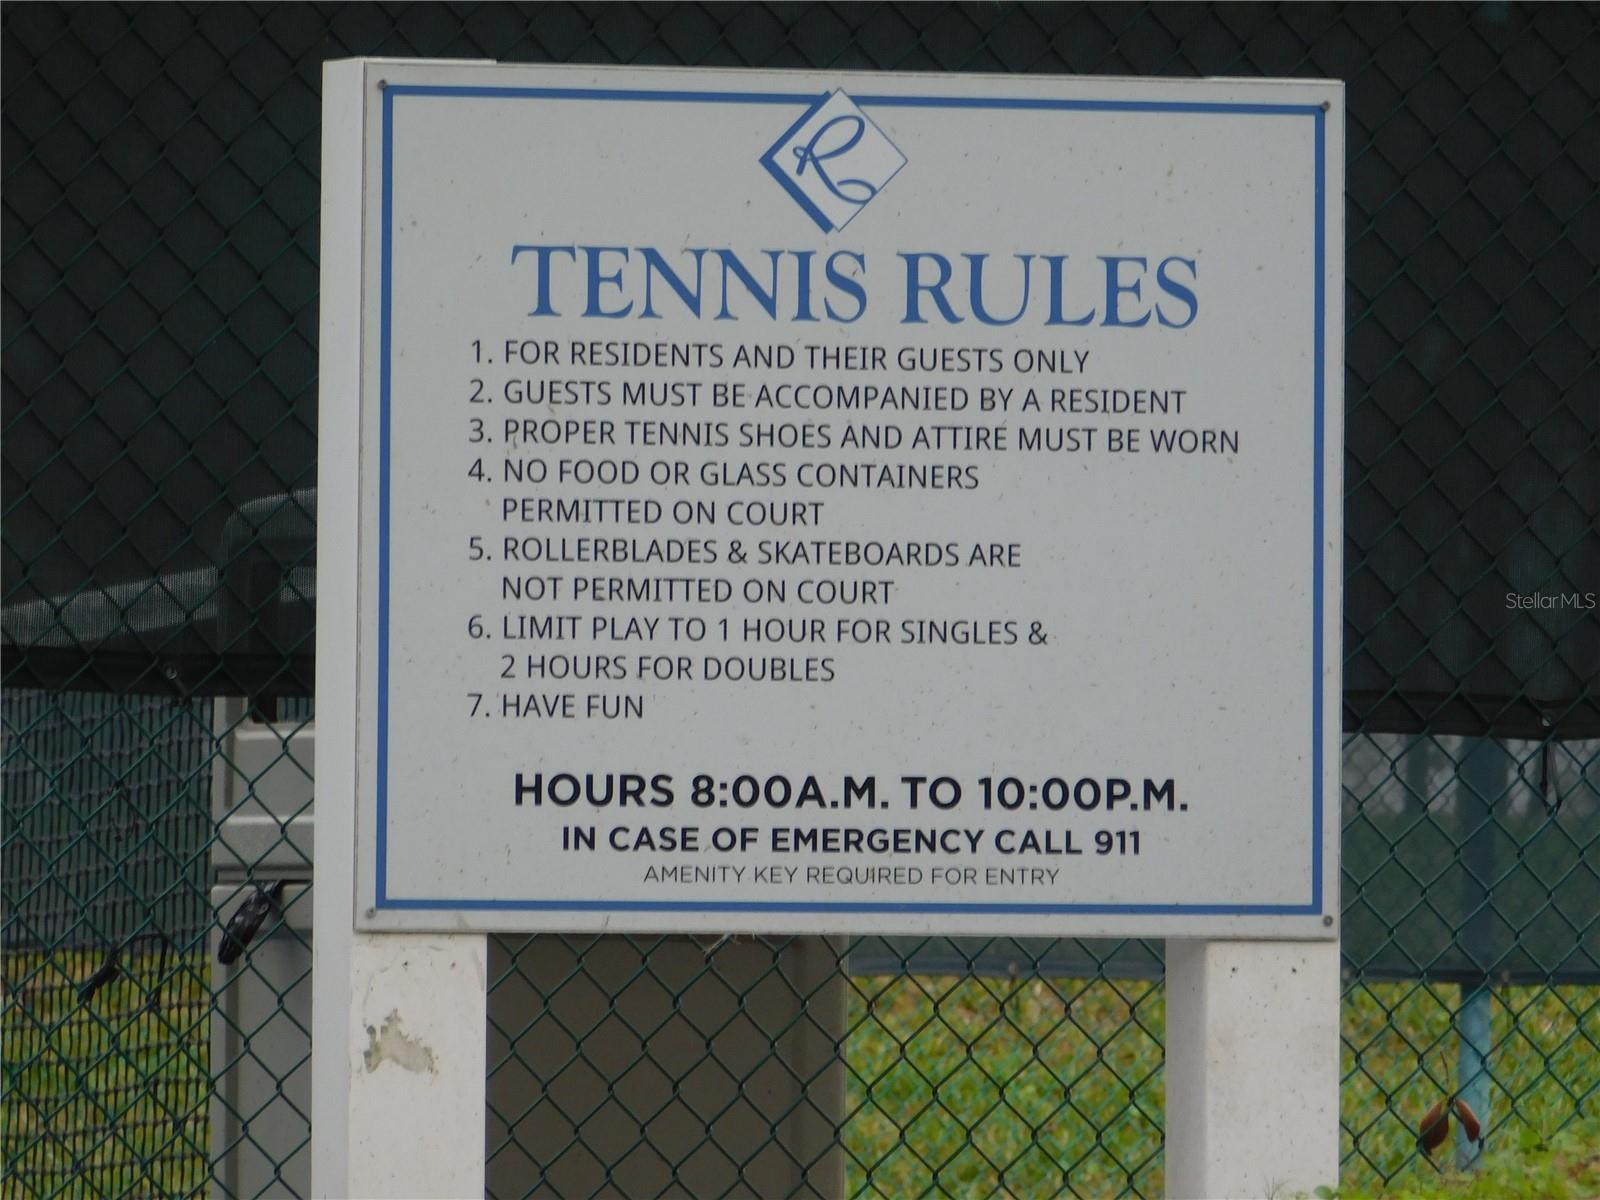 R
TENNIS RULES
1. FOR RESIDENTS AND THEIR GUESTS ONLY
2. GUESTS MUST BE ACCOMPANIED BY A RESIDENT
3. PROPER TENNIS SHOES AND ATTIRE MUST BE WORN
4. NO FOOD OR GLASS CONTAINERS
PERMITTED ON COURT
5. ROLLERBLADES & SKATEBOARDS ARE
NOT PERMITTED ON COURT
6. LIMIT PLAY TO 1 HOUR FOR SINGLES &
2 HOURS FOR DOUBLES
7. HAVE FUN
HOURS 8:00A.M. TO 10:00P.M.
IN CASE OF EMERGENCY CALL 911
AMENITY KEY REQUIRED FOR ENTRY
StellarMLS